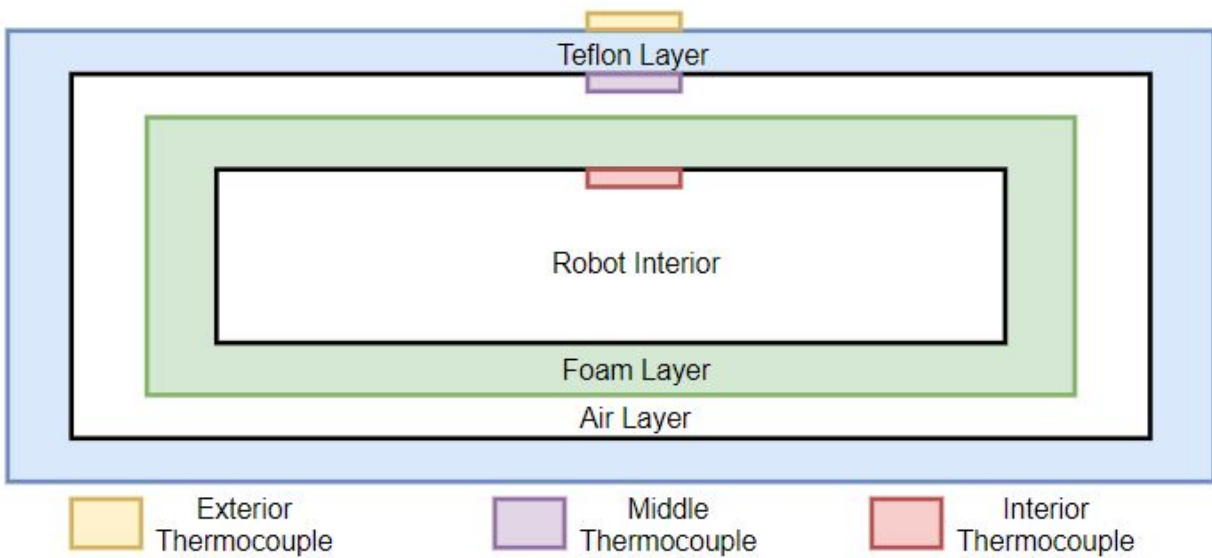 Teflon Layer
Robot Interior
Foam Layer
Air Layer
Exterior
Thermocouple
Middle
Thermocouple
Interior
Thermocouple